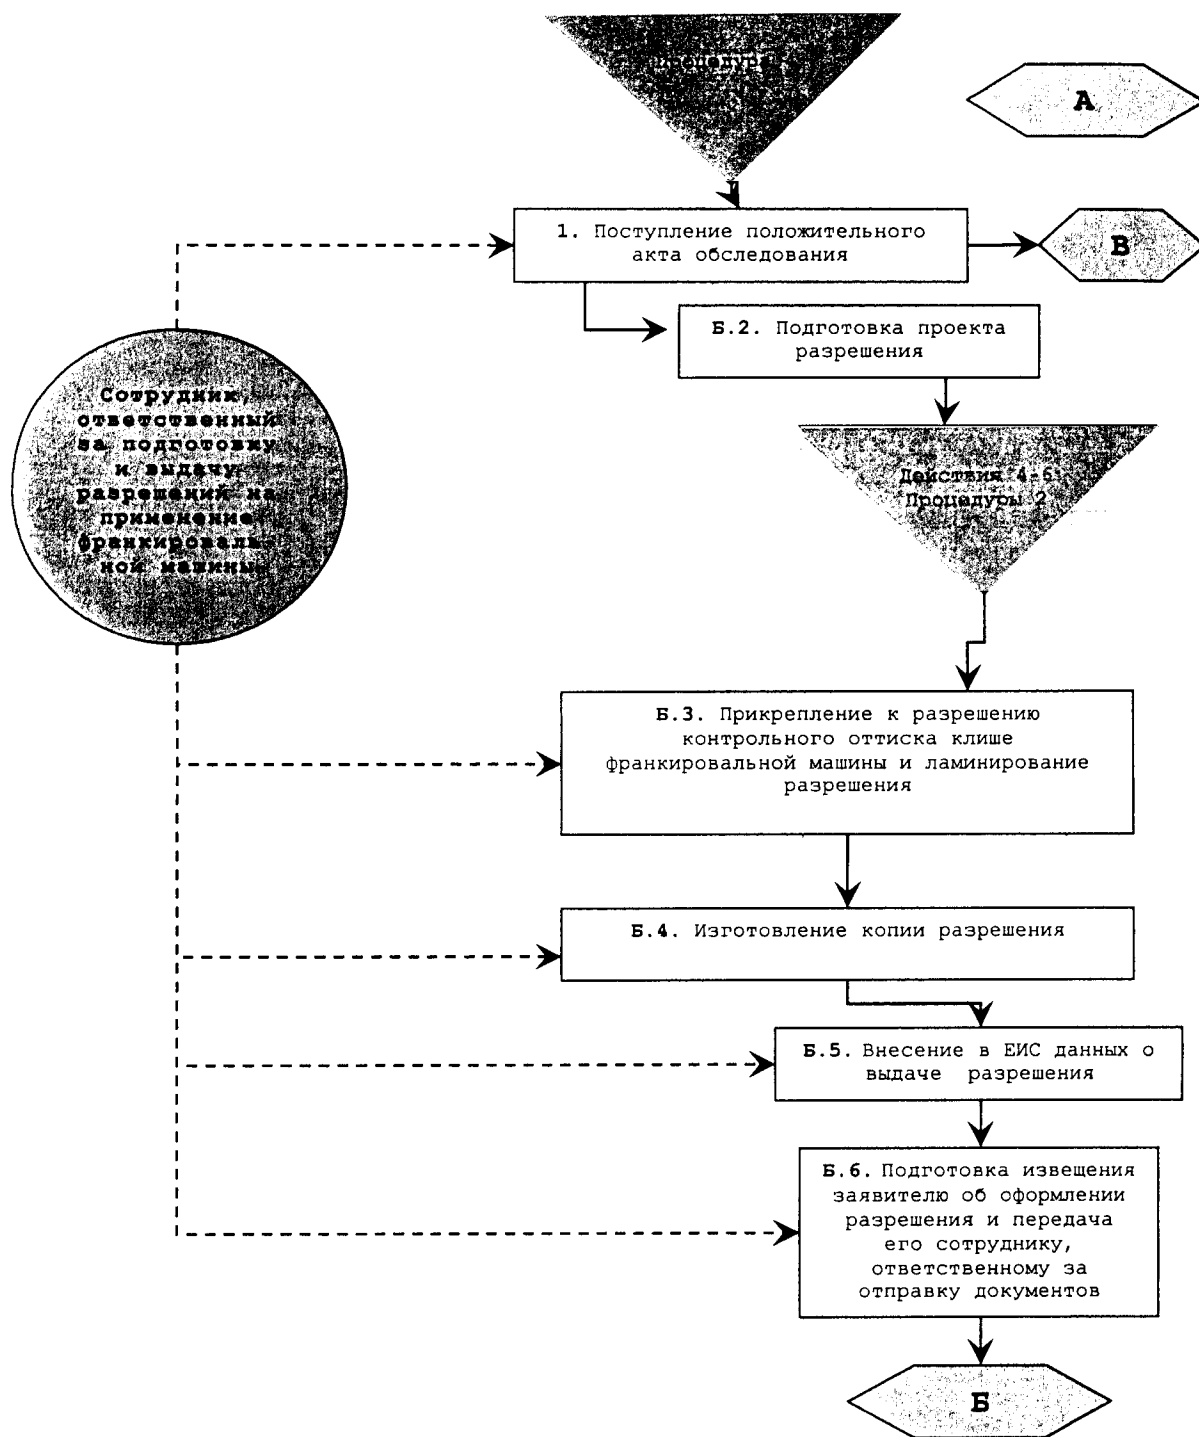 Процедура
А
1. Поступление положительного
акта обследования
В
Б.2. Подготовка проекта
разрешения
Сотрудник,
ответственный
за подготовку
и выдачу
разрешений на
применение
франкироваль-
ной машины
Действия 4-6
Процедуры 2
Б.3. Прикрепление к разрешению
контрольного оттиска клише
франкировальной машины и ламинирование
разрешения
Б.4. Изготовление копии разрешения
Б.5. Внесение в ЕИС данных о
выдаче разрешения
Б.6. Подготовка извещения
заявителю об оформлении
разрешения и передача
его сотруднику,
ответственному за
отправку документов
Б